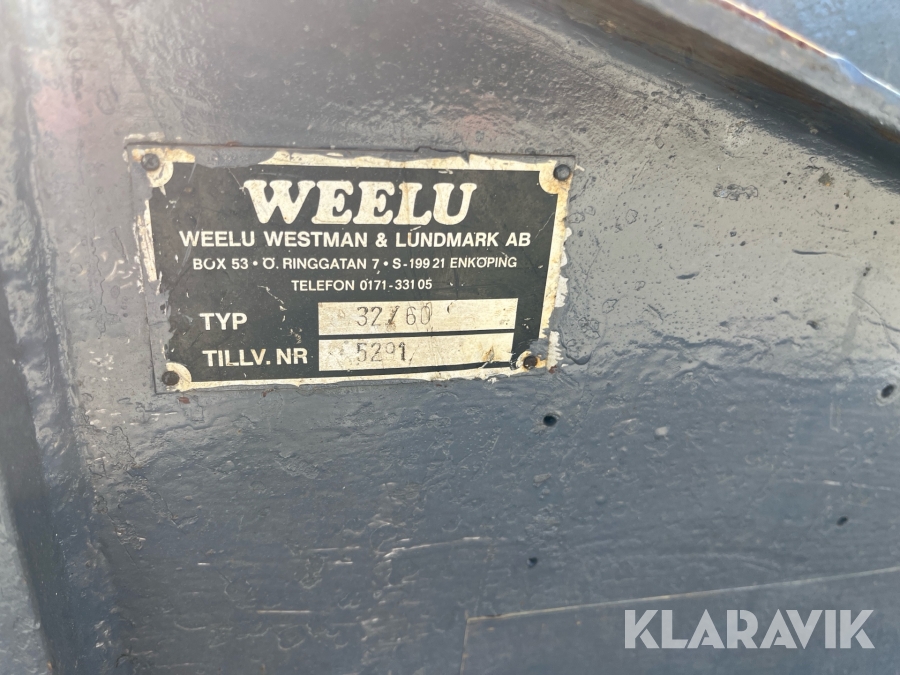 WEELU
WEELU WESTMAN & LUNDMARK AB
BOX 53 • Ö. RINGGATAN 7 • S-199 21 ENKÖPING
TELEFON 0171-331 05
TYP 32/60
TILLV. NR 5291
KLARAVIK